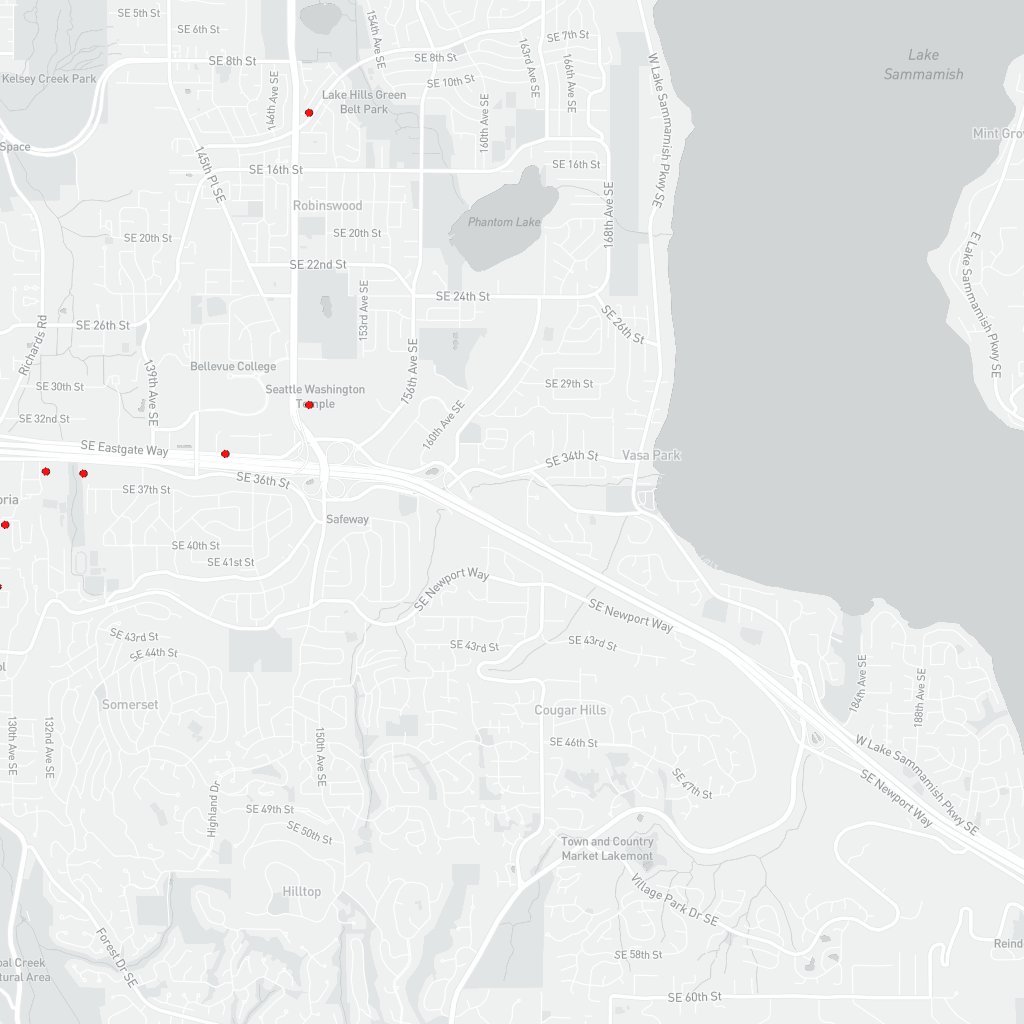 SE 5th St
154th Ave SE
SE 6th St
163rd Ave SE
SE 7th St
166th Ave SE
SE 8th St
SE 8th St
W Lake Sammamish Pkwy SE
Lake
Sammamish
Kelsey Creek Park
146th Ave SE
SE 10th St
Lake Hills Green
Belt Park
160th Ave SE
Space
145th Pl SE
SE 16th St
SE 16th St
Robinswood
168th Ave SE
Phantom Lake
SE 20th St
SE 20th St
E Lake Sammamish Pkwy SE
SE 22nd St
153rd Ave SE
SE 24th St
SE 26th St
SE 26th St
Richards Rd
139th Ave SE
156th Ave SE
Bellevue College
SE 30th St
Seattle Washington
Temple
SE 29th St
SE 32nd St
160th Ave SE
SE Eastgate Way
SE 34th St
Vasa Park
SE 36th St
SE 37th St
oria
Safeway
SE 40th St
SE 41st St
SE Newport Way
SE Newport Way
SE 43rd St
SE 43rd St
SE 43rd St
SE 44th St
184th Ave SE
188th Ave SE
Somerset
Cougar Hills
130th Ave SE
132nd Ave SE
150th Ave SE
SE 46th St
W Lake Sammamish Pkwy SE
SE 47th St
SE Newport Way
Highland Dr
SE 49th St
SE 50th St
Town and Country
Market Lakemont
Hilltop
Village Park Dr SE
Forest Dr SE
SE 58th St
Reind
oal Creek
tural Area
SE 60th St